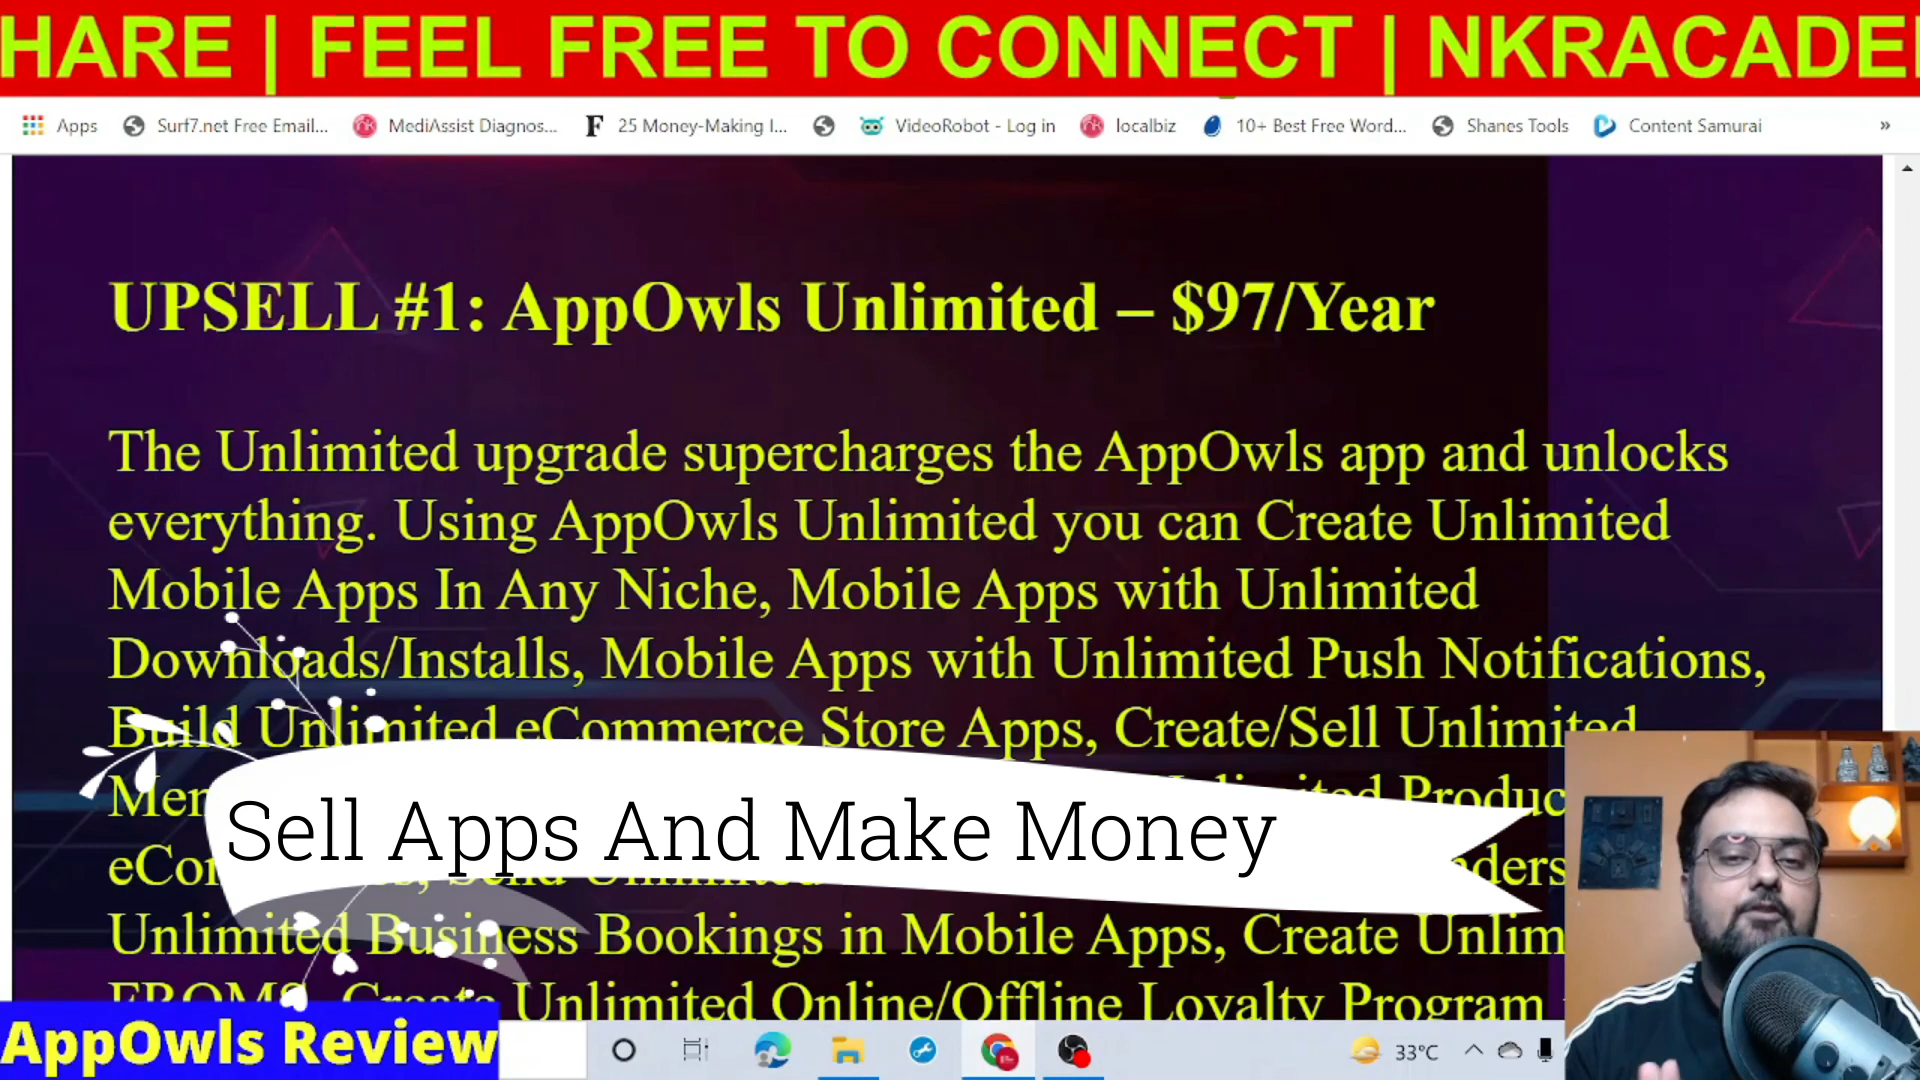 HARE | FEEL FREE TO CONNECT | NKRACADE
Apps Surf7.net Free Email... MediAssist Diagnos... 25 Money-Making I... VideoRobot - Log in localbiz 10+ Best Free Word... Shanes Tools Content Samurai »
UPSELL #1: AppOwls Unlimited – $97/Year
The Unlimited upgrade supercharges the AppOwls app and unlocks
everything. Using AppOwls Unlimited you can Create Unlimited
Mobile Apps In Any Niche, Mobile Apps with Unlimited
Downloads/Installs, Mobile Apps with Unlimited Push Notifications,
Build Unlimited eCommerce Store Apps, Create/Sell Unlimited
Sell Apps And Make Money
Unlimited Business Bookings in Mobile Apps, Create Unlim
Create Unlimited Online/Offline Loyalty Program
AppOwls Review
33°C